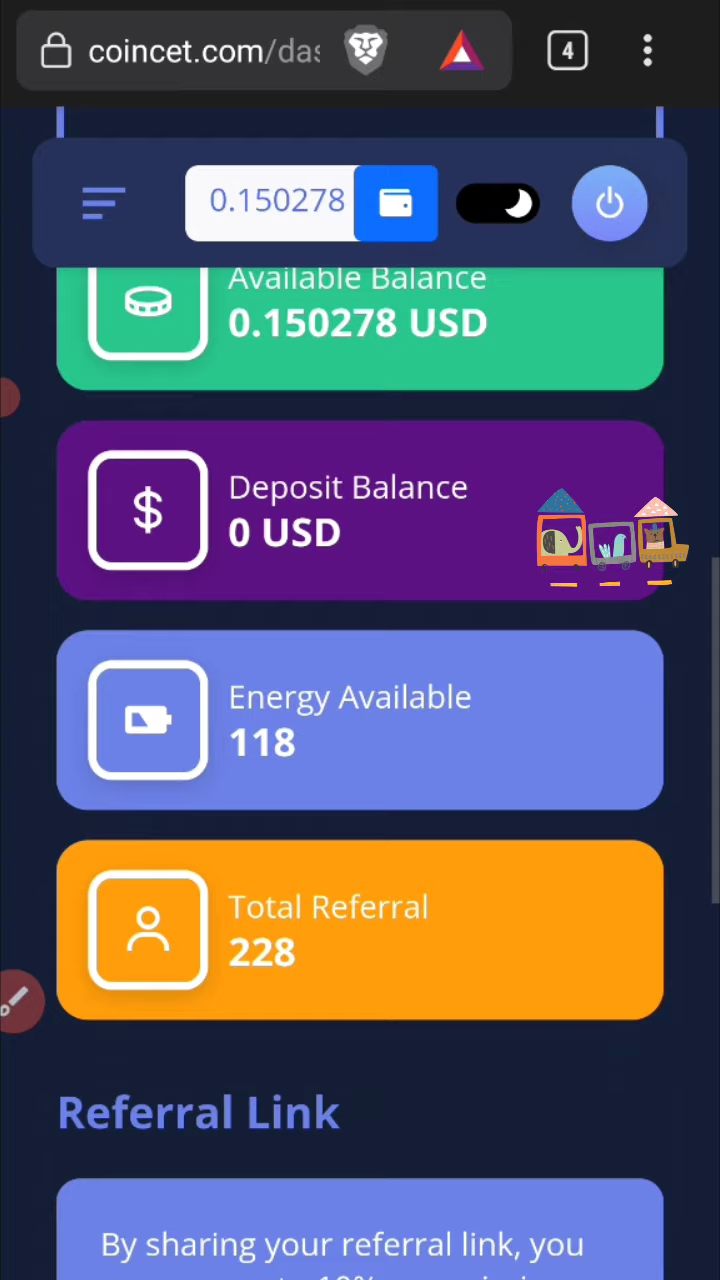 coincet.com/das
4
0.150278
Available Balance
0.150278 USD
Deposit Balance
0 USD
Energy Available
118
Total Referral
228
Referral Link
By sharing your referral link, you